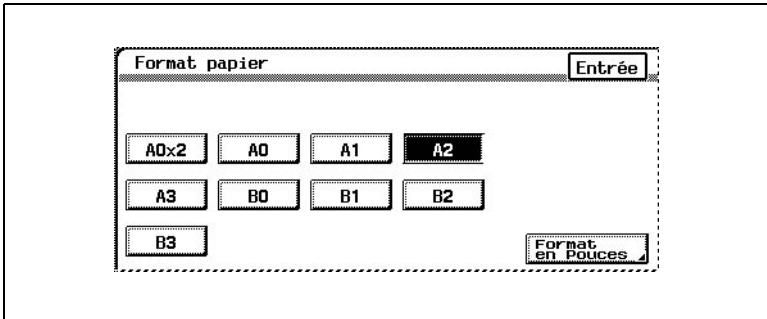 Format papier
Entrée
A0x2 A0 A1 A2
A3 B0 B1 B2
B3
Format
en Pouces